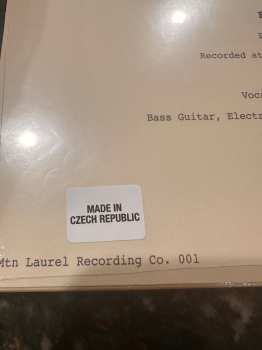 Recorded at
Voca
Bass Guitar, Electr
MADE IN
CZECH REPUBLIC
Mtn Laurel Recording Co. 001